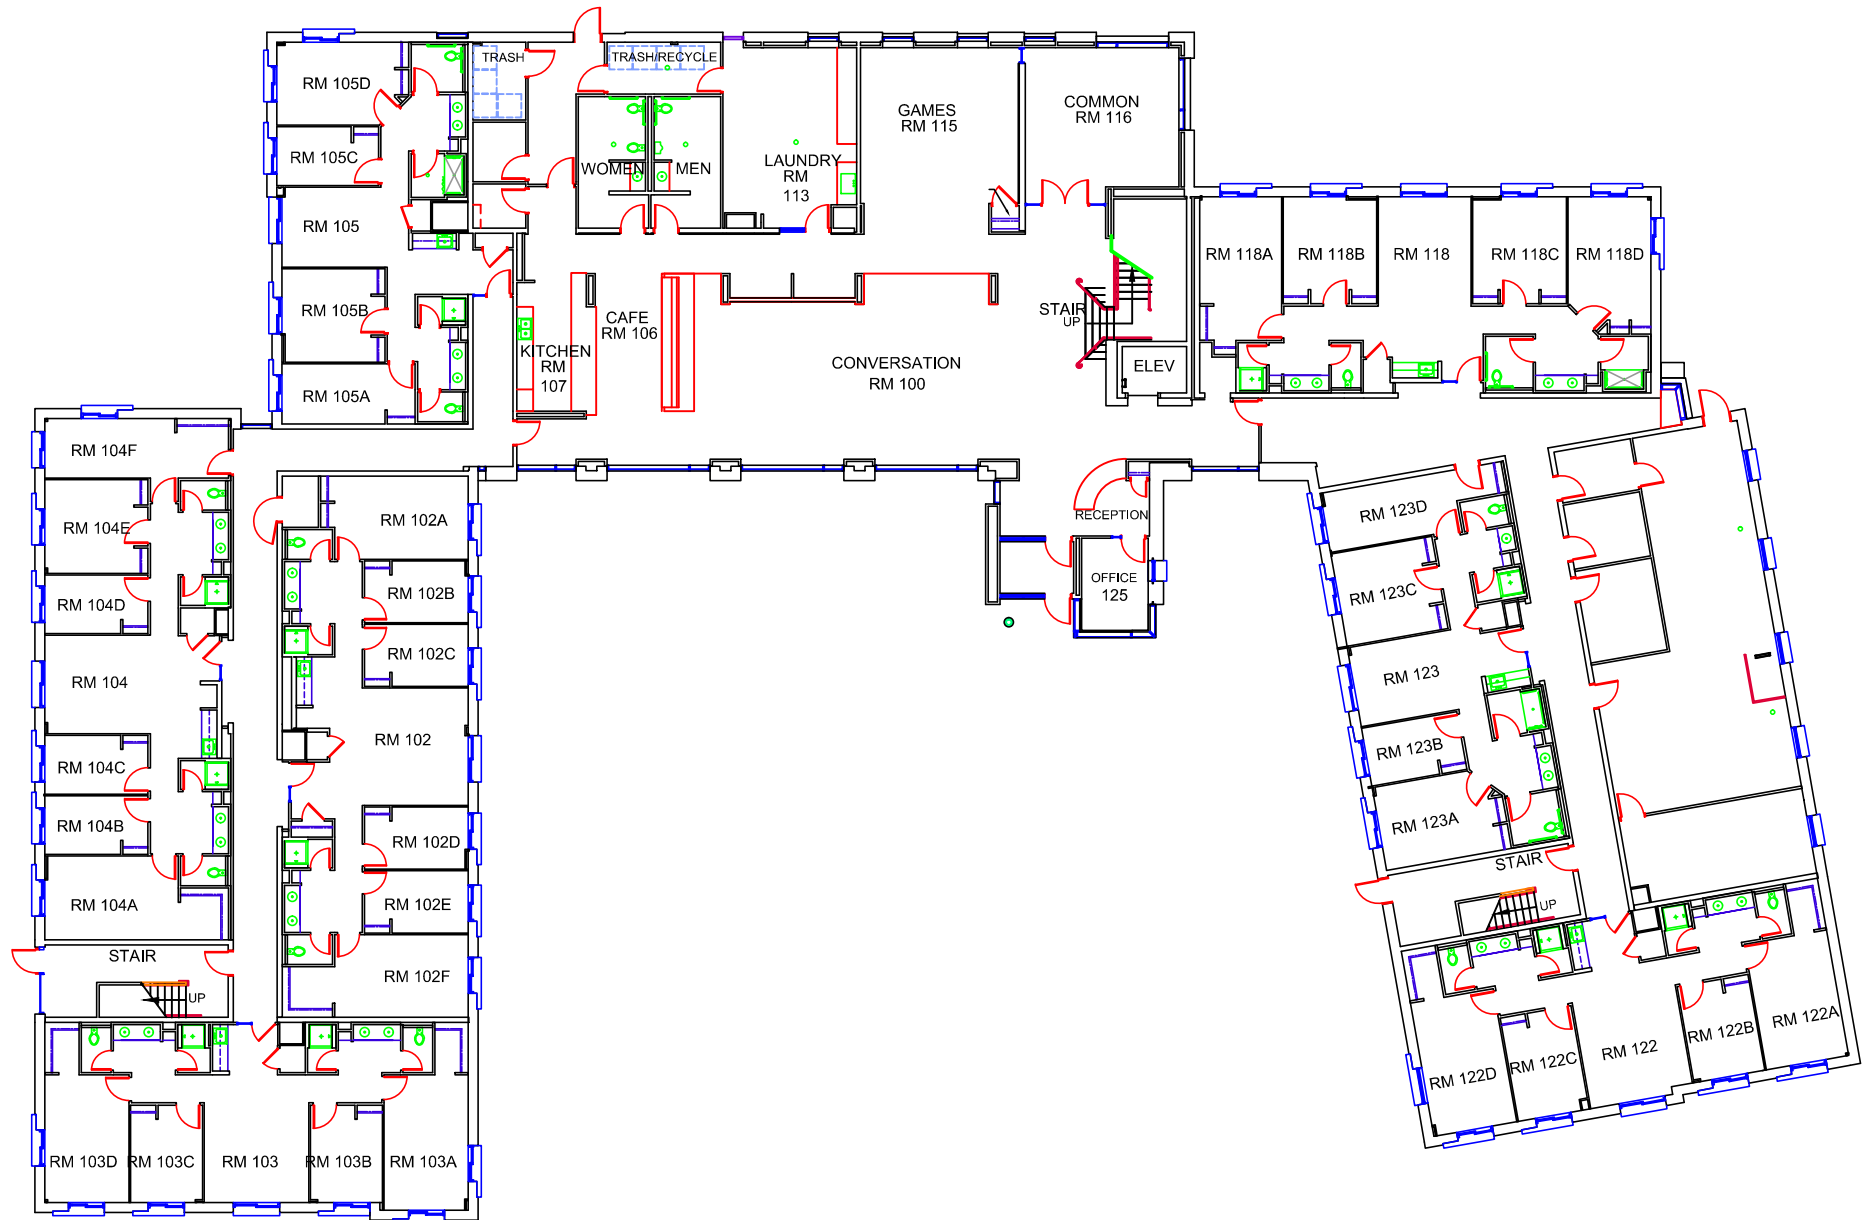 TRASH
TRASH/RECYCLE
RM 105D
RM 105C
RM 105
RM 105B
RM 105A
WOMEN
MEN
LAUNDRY
RM
113
GAMES
RM 115
COMMON
RM 116
KITCHEN
RM
107
CAFE
RM 106
CONVERSATION
RM 100
STAIR
UP
ELEV
RM 118A
RM 118B
RM 118
RM 118C
RM 118D
RECEPTION
OFFICE
125
RM 104F
RM 104E
RM 104D
RM 104
RM 104C
RM 104B
RM 104A
STAIR
UP
RM 102A
RM 102B
RM 102C
RM 102
RM 102D
RM 102E
RM 102F
RM 103D
RM 103C
RM 103
RM 103B
RM 103A
RM 123D
RM 123C
RM 123
RM 123B
RM 123A
STAIR
UP
RM 122D
RM 122C
RM 122
RM 122B
RM 122A